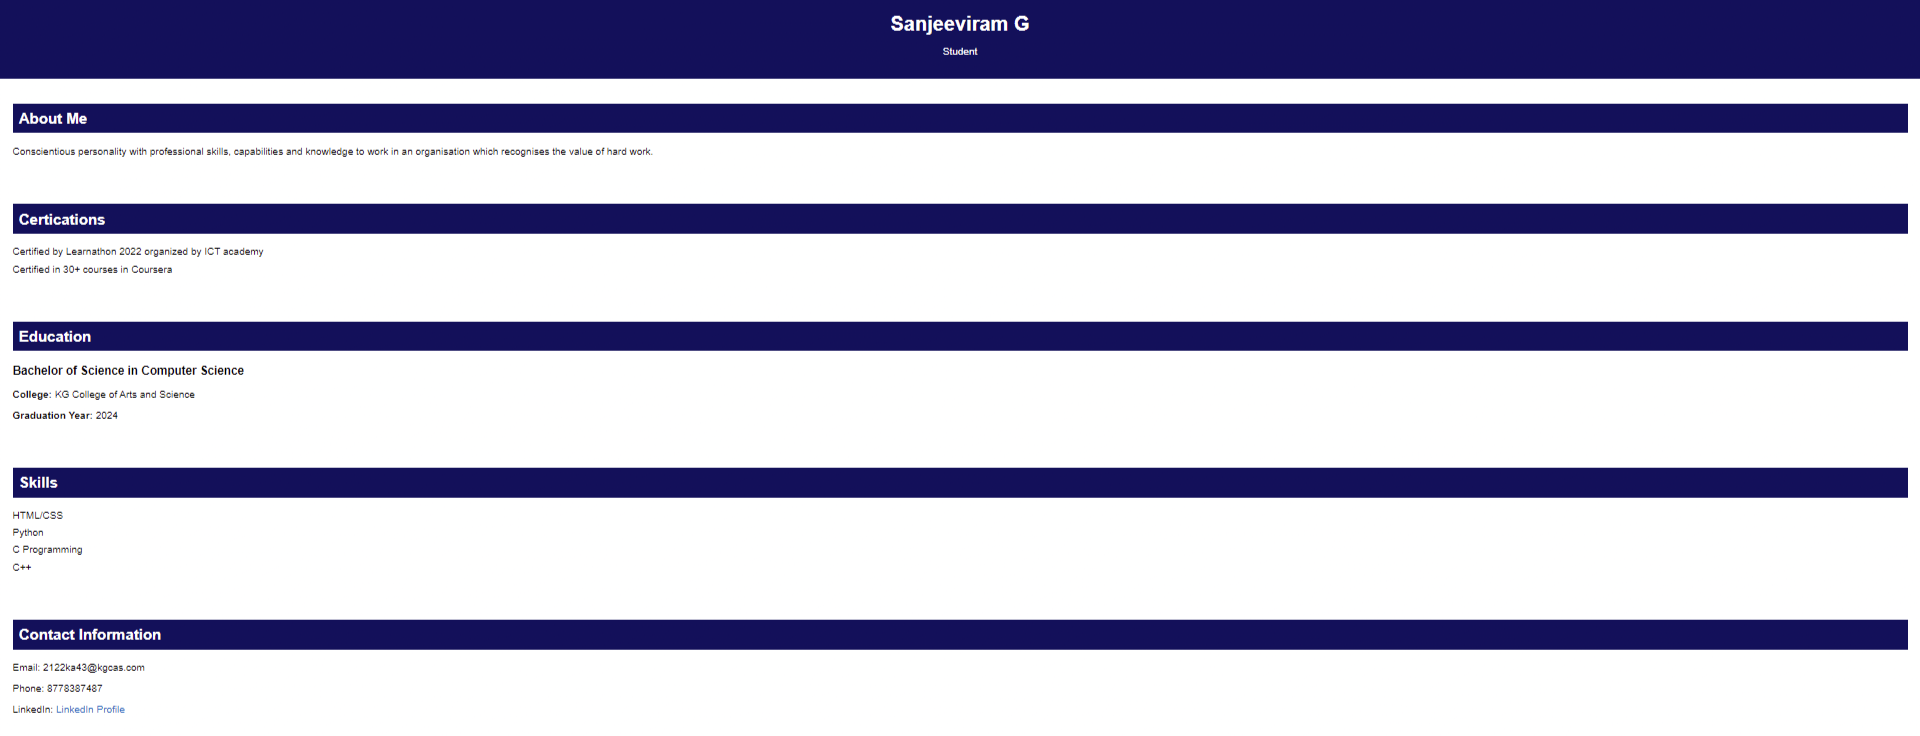 Sanjeeviram G
Student
About Me
Conscientious personality with professional skills, capabilities and knowledge to work in an organisation which recognises the value of hard work.
Certications
Certified by Learnathon 2022 organized by ICT academy
Certified in 30+ courses in Coursera
Education
Bachelor of Science in Computer Science
College: KG College of Arts and Science
Graduation Year: 2024
Skills
HTML/CSS
Python
C Programming
C++
Contact Information
Email: 2122ka43@kgcas.com
Phone: 8778387487
LinkedIn: LinkedIn Profile